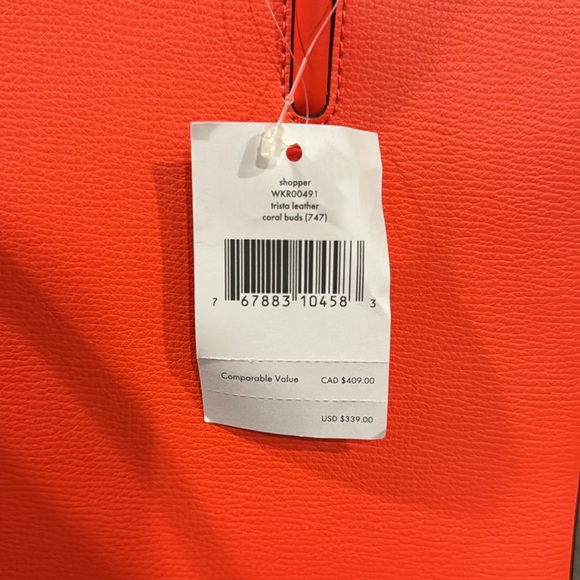 shopper
WKR00491
trista leather
coral buds (747)
7 67883 10458 3
Comparable Value CAD $409.00
USD $339.00